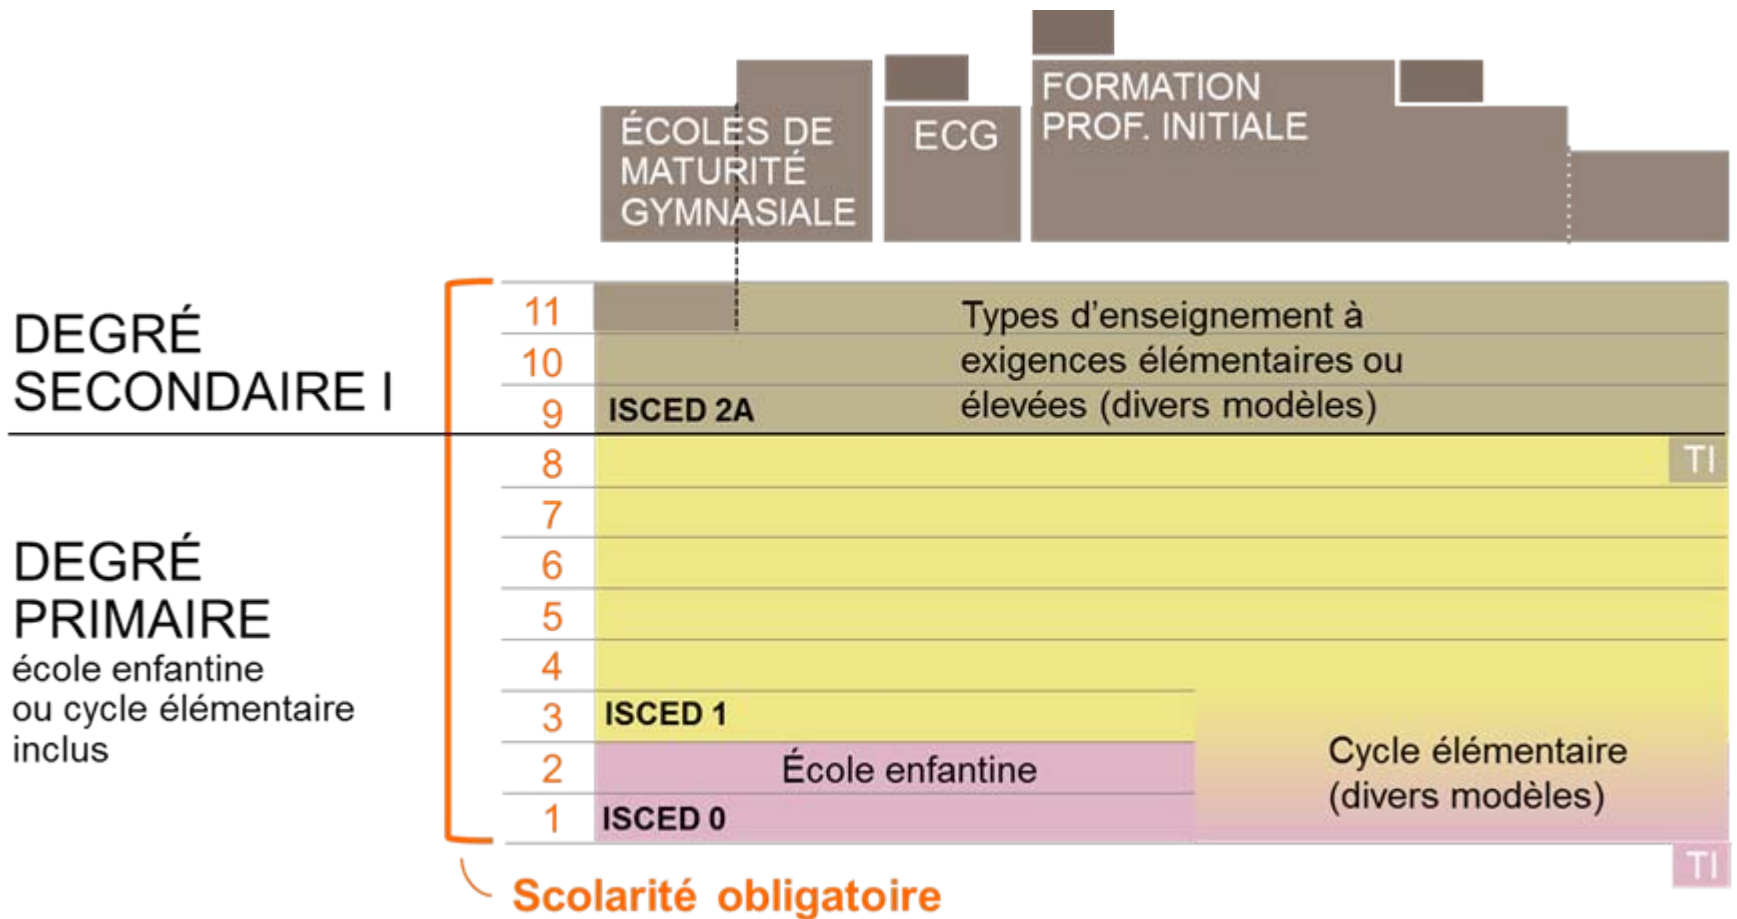 ÉCOLES DE
MATURITÉ
GYMNASIALE
ECG
FORMATION
PROF. INITIALE
DEGRÉ
SECONDAIRE I
11
10
9
ISCED 2A
Types d'enseignement à
exigences élémentaires ou
élevées (divers modèles)
8
TI
7
6
5
4
3
ISCED 1
2
École enfantine
1
ISCED 0
DEGRÉ
PRIMAIRE
école enfantine
ou cycle élémentaire
inclus
Cycle élémentaire
(divers modèles)
TI
Scolarité obligatoire